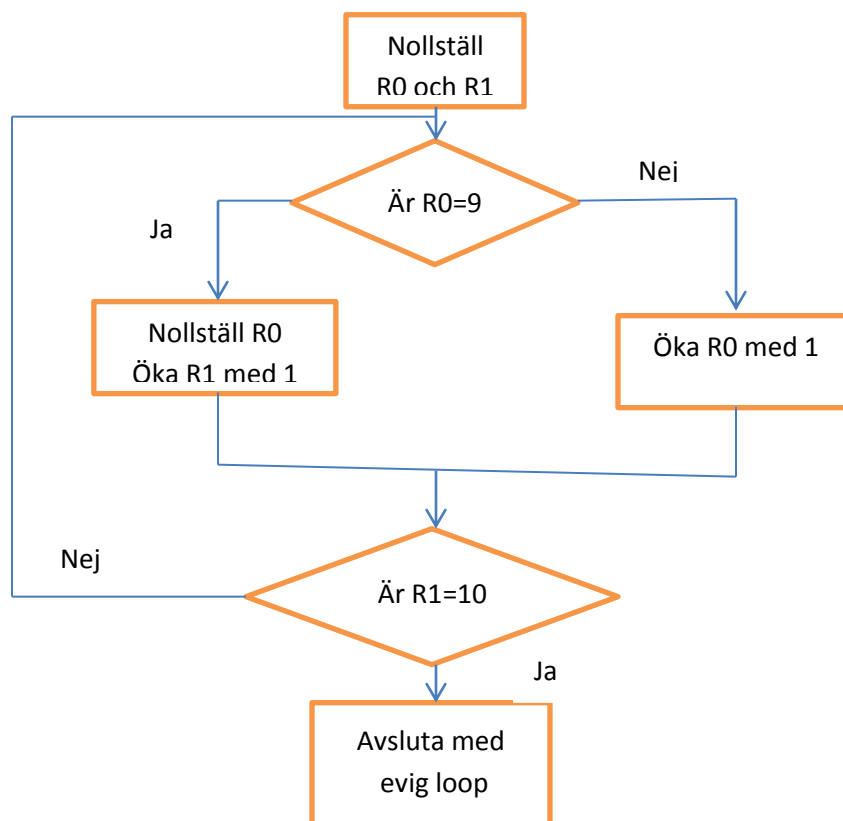 Nollställ
R0 och R1
Är R0=9
Nej
Ja
Nollställ R0
Öka R1 med 1
Öka R0 med 1
Nej
Är R1=10
Ja
Avsluta med
evig loop